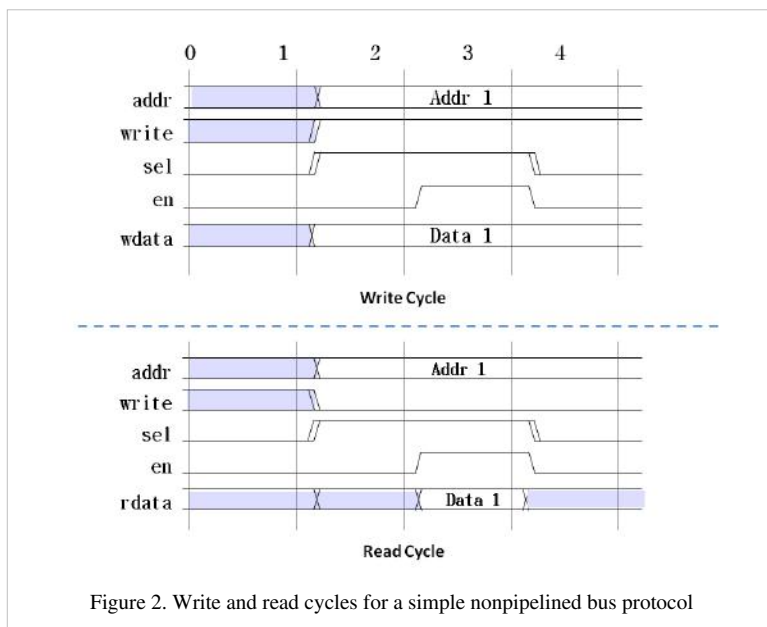 0 1 2 3 4
addr Addr 1
write
sel
en
wdata Data 1
Write Cycle
addr Addr 1
write
sel
en
rdata Data 1
Read Cycle
Figure 2. Write and read cycles for a simple nonpipelined bus protocol